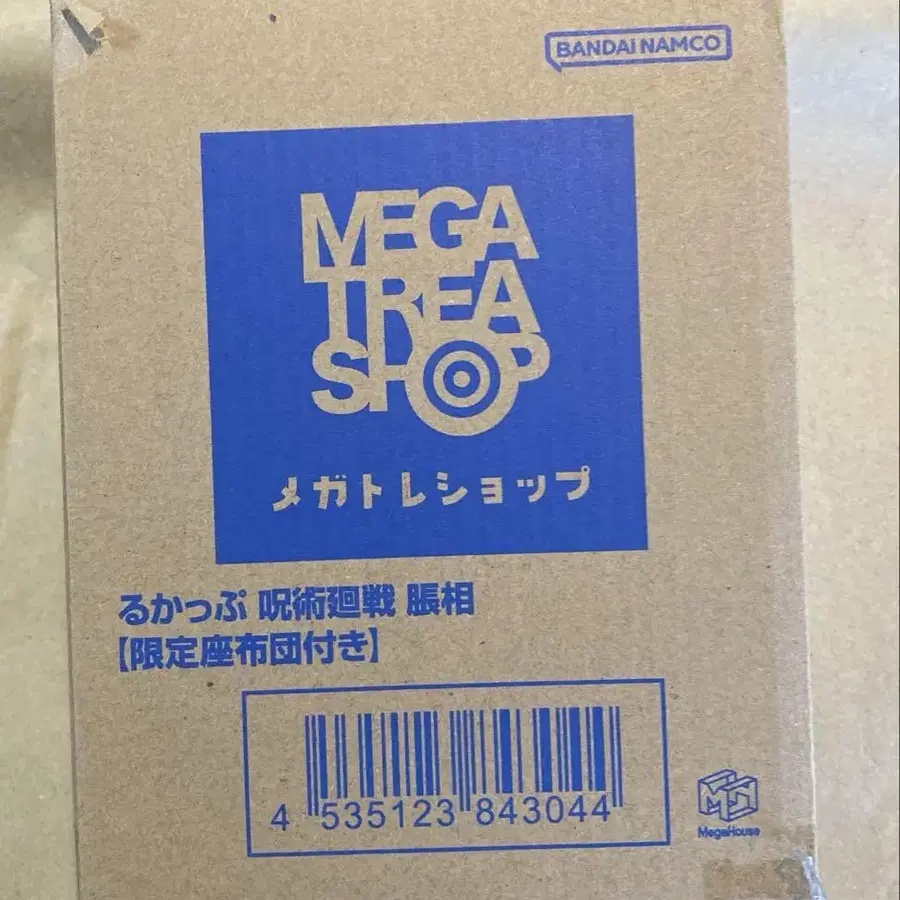 BANDAI NAMCO
MEGA
TREA
SHOP
メガトレショップ
るかっぷ 呪術廻戦 脹相
【限定座布団付き】
4 535123 843044
MegaHouse